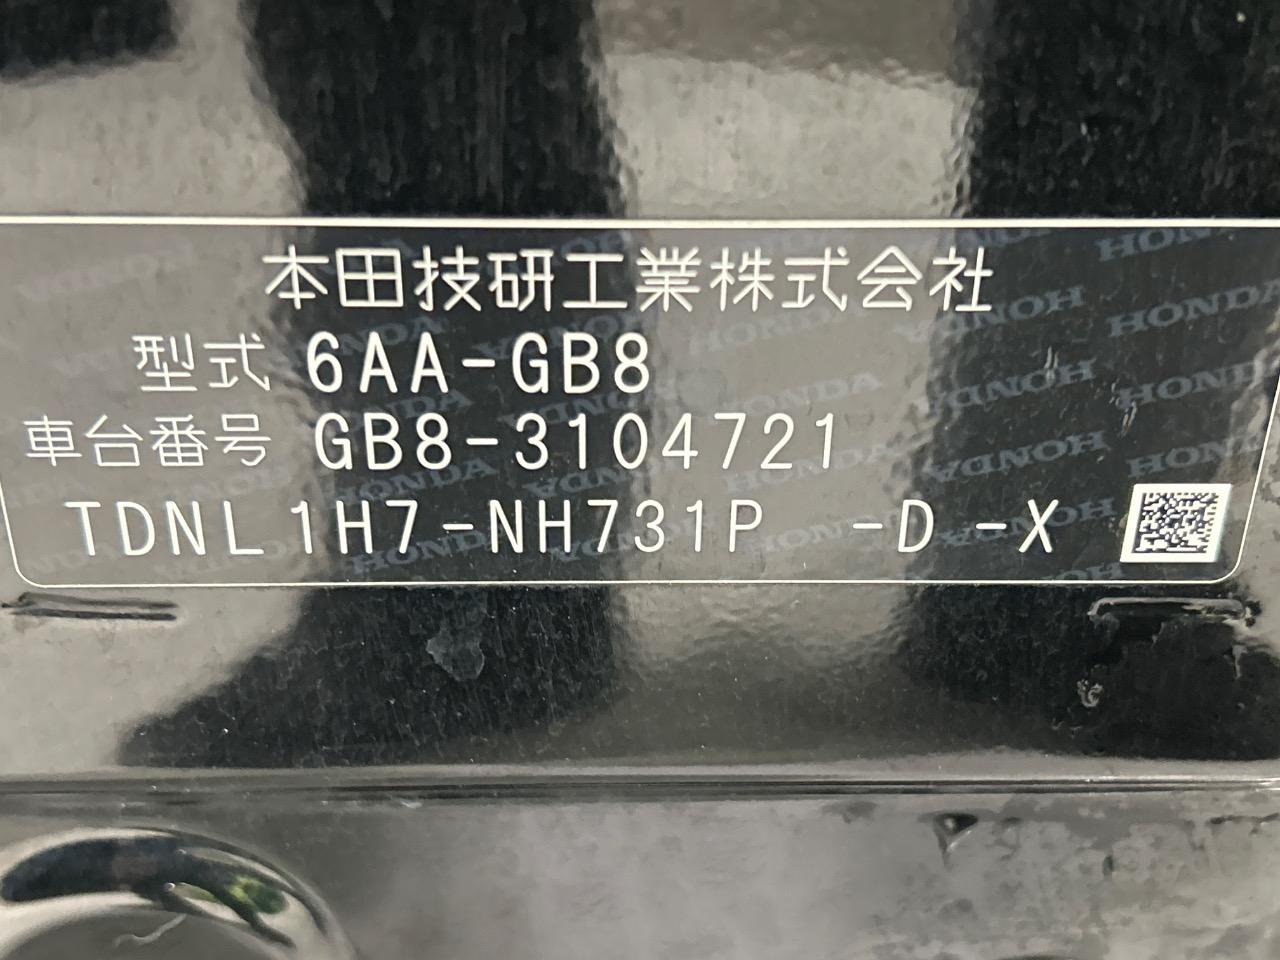 本田技研工業株式会社
型式 6AA-GB8
車台番号 GB8-3104721
TDNL1H7-NH731P -D -X